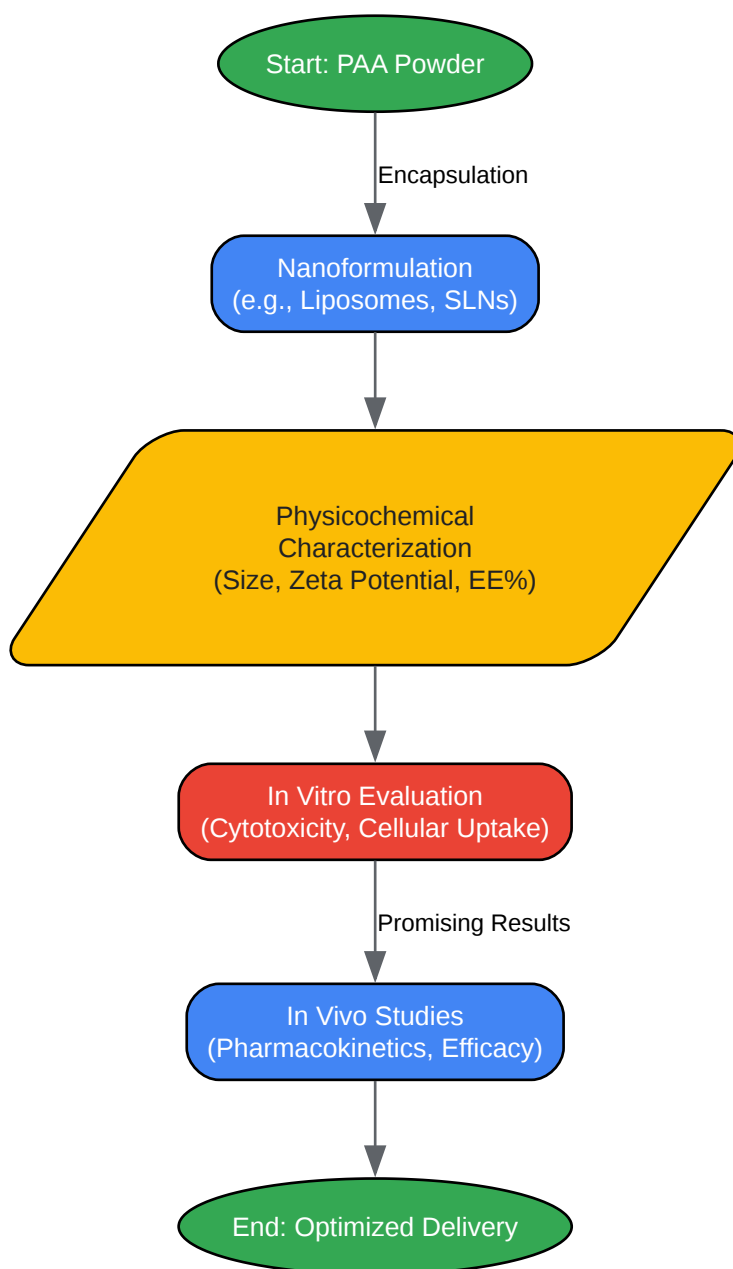 Start: PAA Powder
Encapsulation
Nanoformulation
(e.g., Liposomes, SLNs)
Physicochemical
Characterization
(Size, Zeta Potential, EE%)
In Vitro Evaluation
(Cytotoxicity, Cellular Uptake)
Promising Results
In Vivo Studies
(Pharmacokinetics, Efficacy)
End: Optimized Delivery